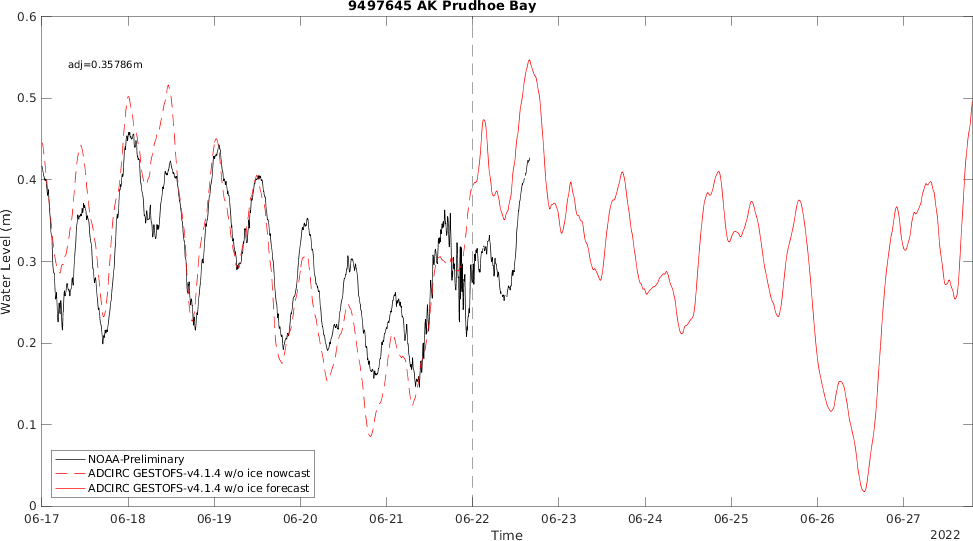 9497645 AK Prudhoe Bay
0.6
adj=0.35786m
0.5
0.4
0.3
0.2
0.1
0
Water Level (m)
NOAA-Preliminary
ADCIRC GESTOFS-v4.1.4 w/o ice nowcast
ADCIRC GESTOFS-v4.1.4 w/o ice forecast
06-17 06-18 06-19 06-20 06-21 06-22 06-23 06-24 06-25 06-26 06-27
Time
2022